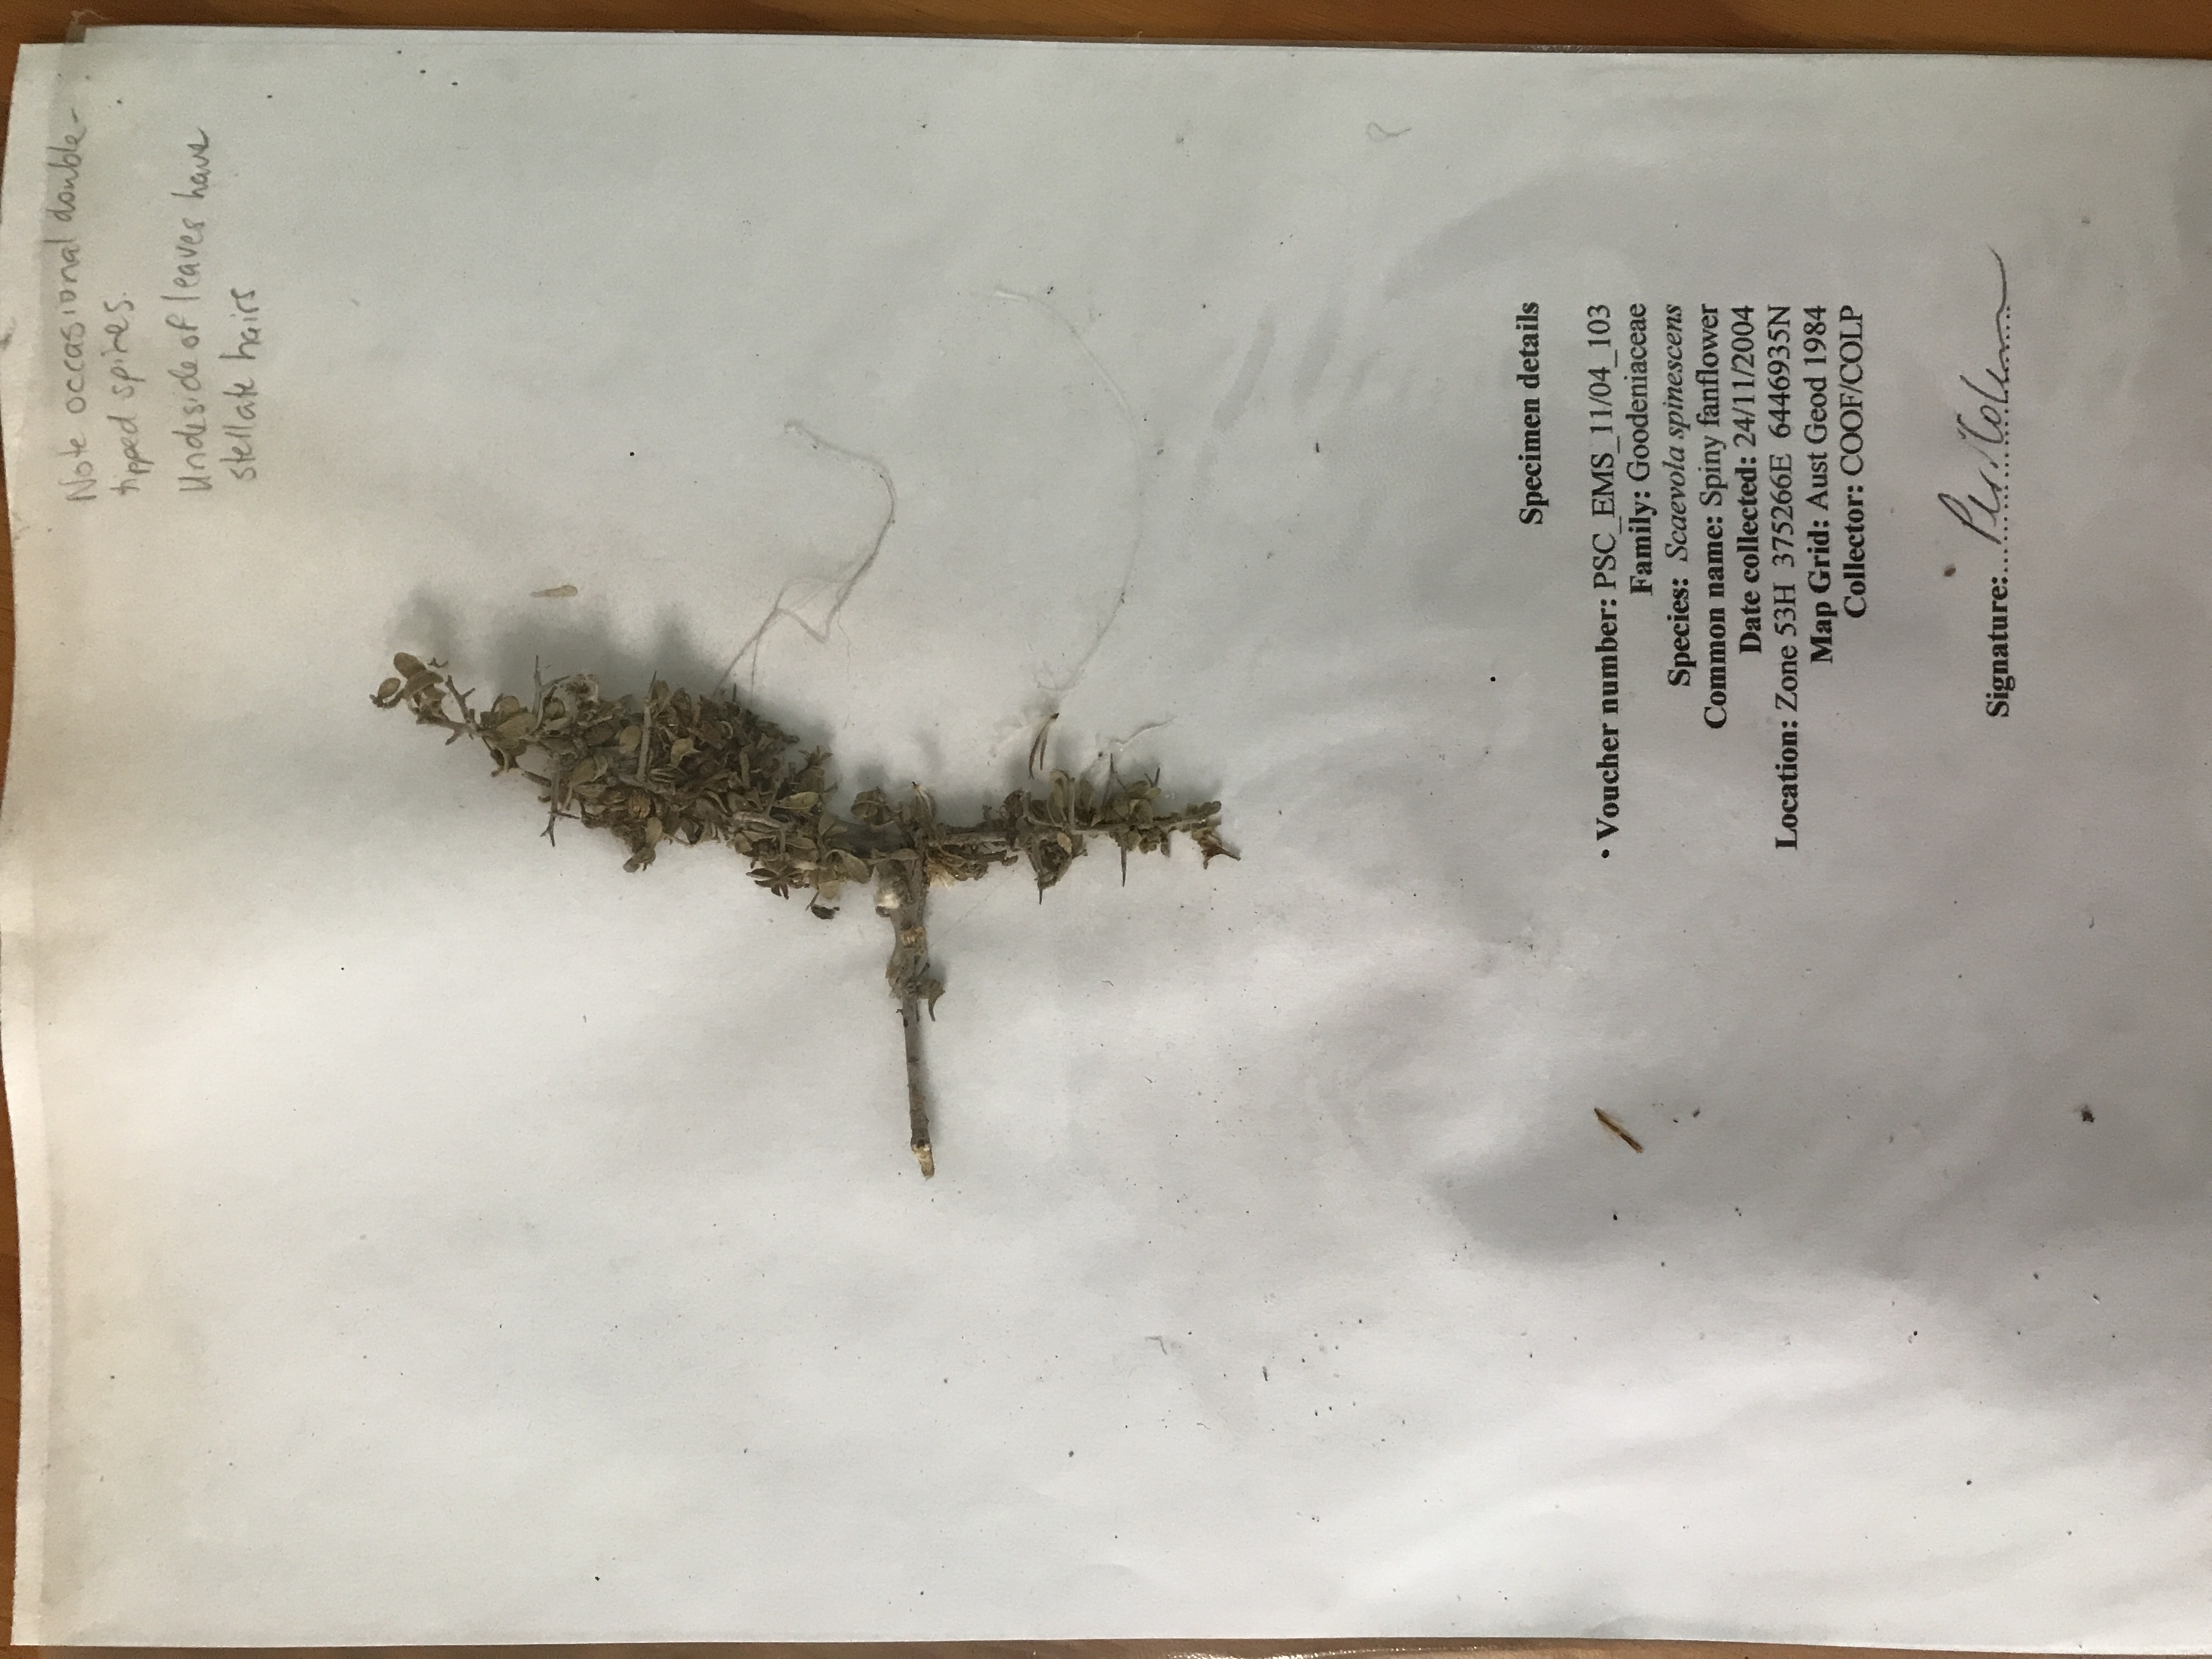 Note occasional double-
tipped spines.
Undeside of leaves have
stellate hairs
Specimen details
• Voucher number: PSC_EMS_11/04_103
Family: Goodeniaceae
Species: Scaevola spinescens
Common name: Spiny fanflower
Date collected: 24/11/2004
Location: Zone 53H 375266E 6446935N
Map Grid: Aust Geod 1984
Collector: COOF/COLP
Signature: